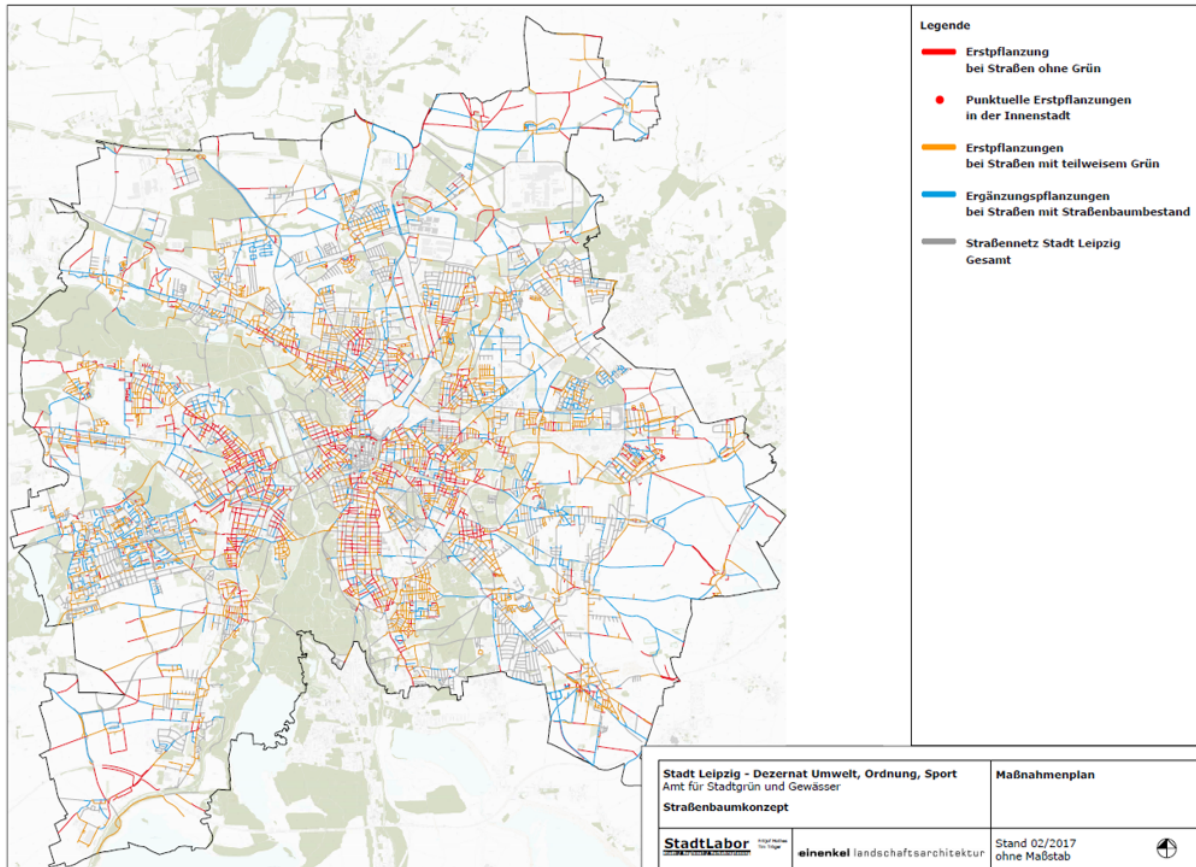 Legende
Erstpflanzung
bei Straßen ohne Grün
Punktuelle Erstpflanzungen
in der Innenstadt
Erstpflanzungen
bei Straßen mit teilweisem Grün
Ergänzungspflanzungen
bei Straßen mit Straßenbaumbestand
Straßennetz Stadt Leipzig
Gesamt
Stadt Leipzig - Dezernat Umwelt, Ordnung, Sport
Amt für Stadtgrün und Gewässer
Straßenbaumkonzept
Maßnahmenplan
StadtLabor
einenkel landschaftsarchitektur
Stand 02/2017
ohne Maßstab